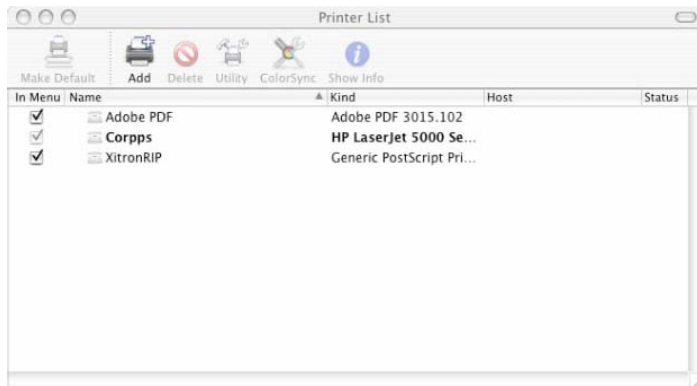 Printer List
Make Default Add Delete Utility ColorSync Show Info
In Menu Name Kind Host Status
Adobe PDF Adobe PDF 3015.102
Corpps HP LaserJet 5000 Se...
XitronRIP Generic PostScript Pri...